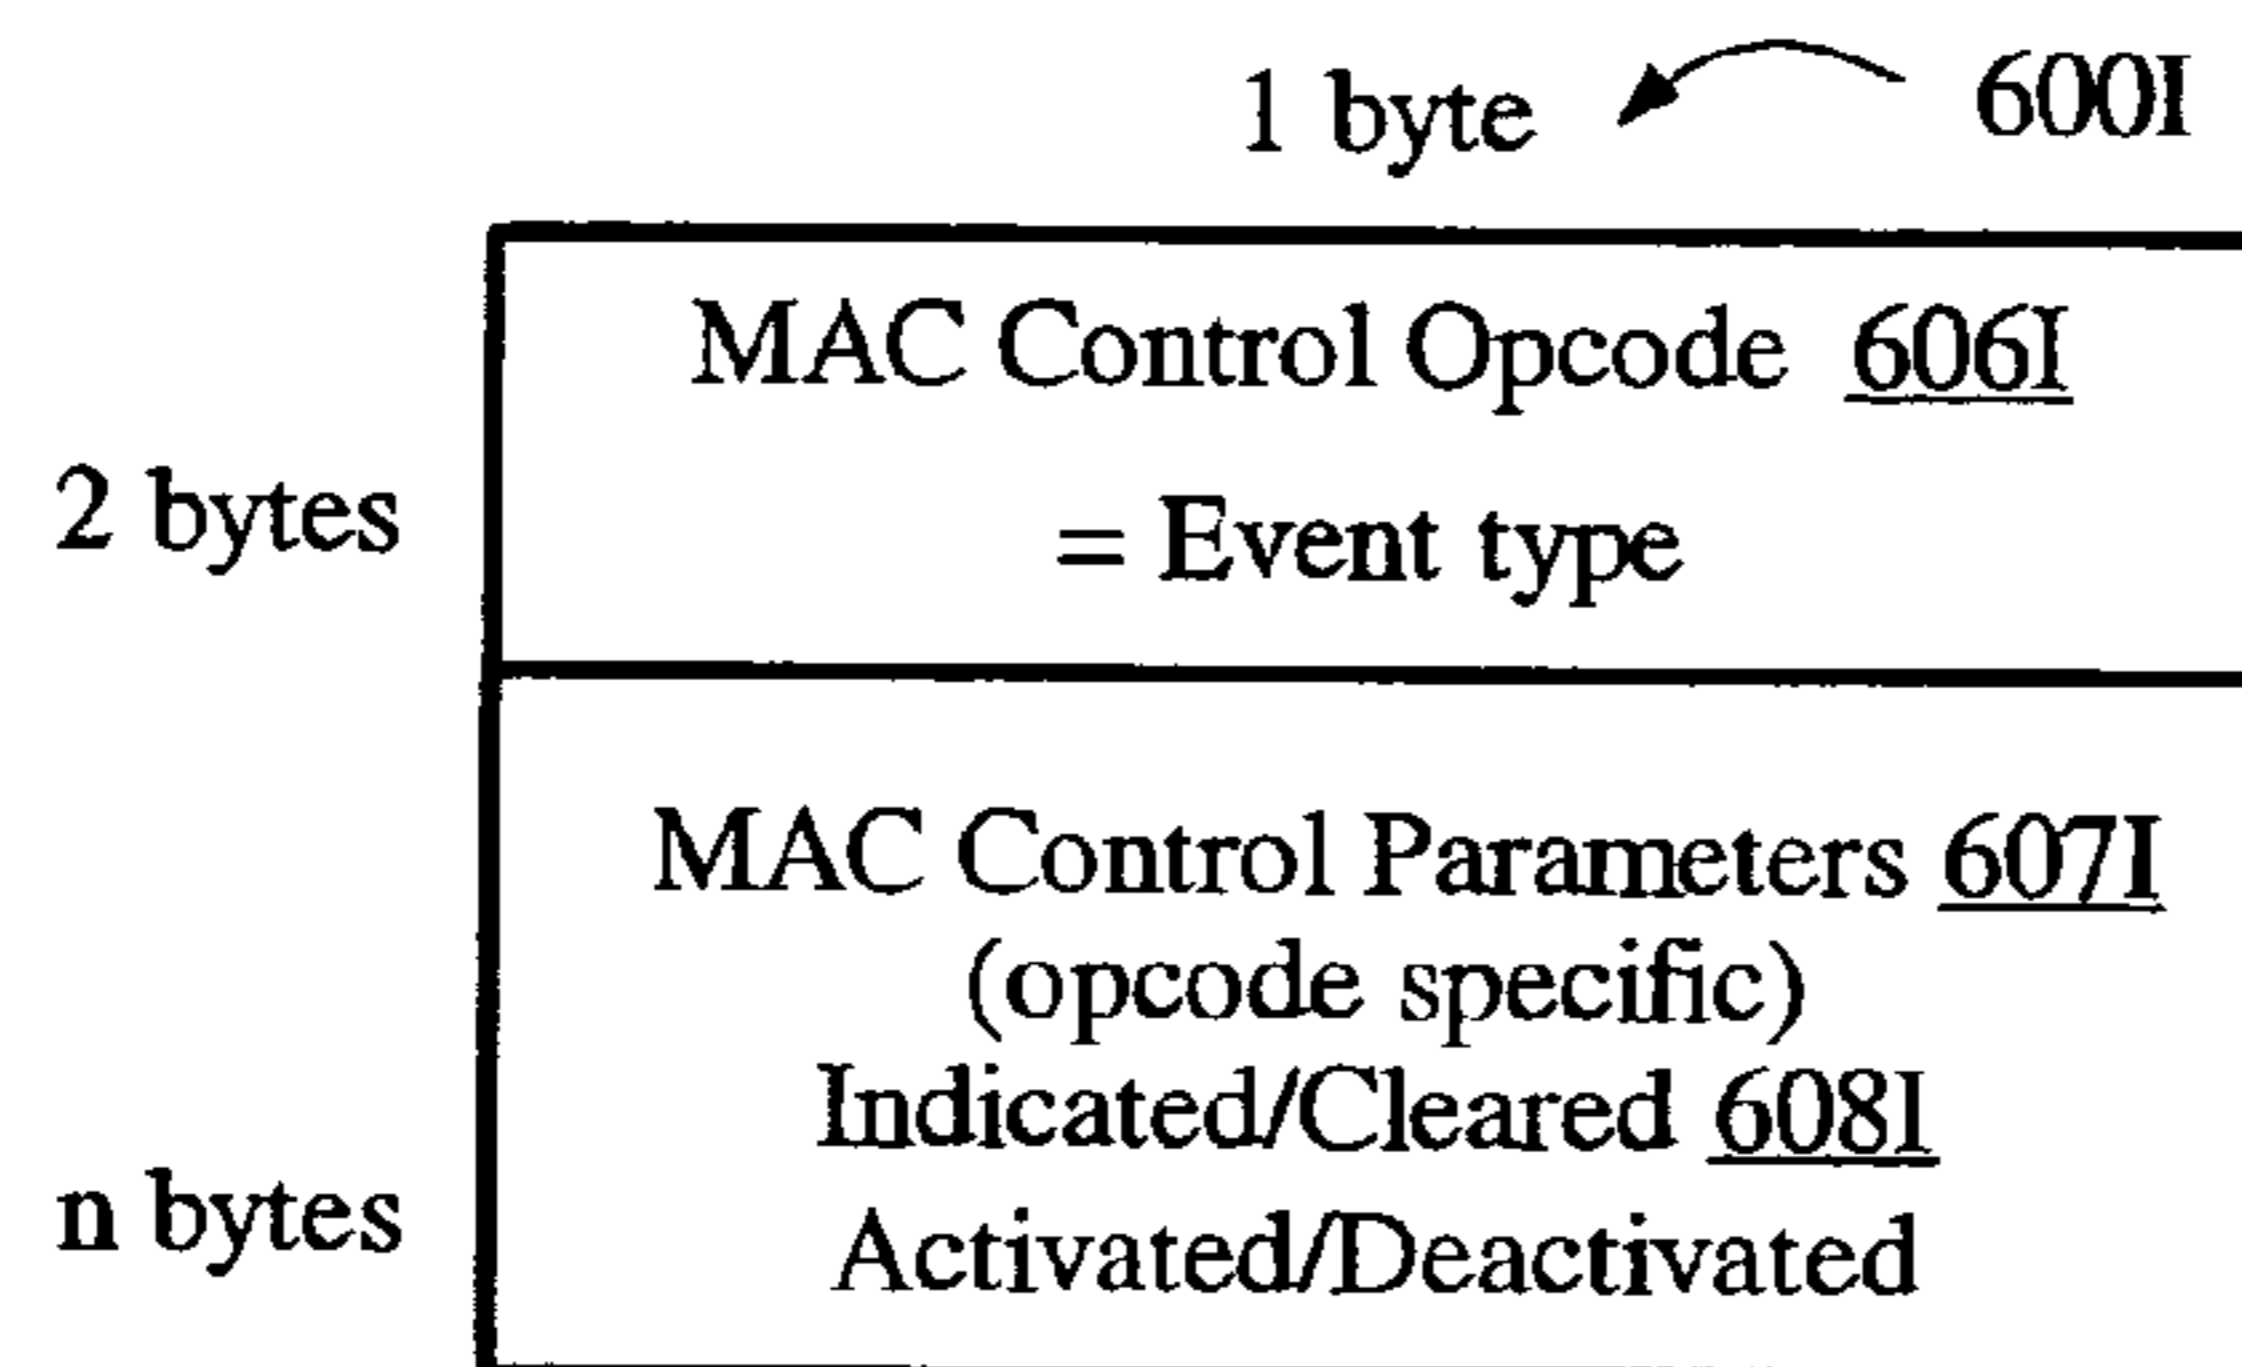 1 byte 600I
MAC Control Opcode 606I
2 bytes
= Event type
MAC Control Parameters 607I
(opcode specific)
Indicated/Cleared 608I
n bytes
Activated/Deactivated